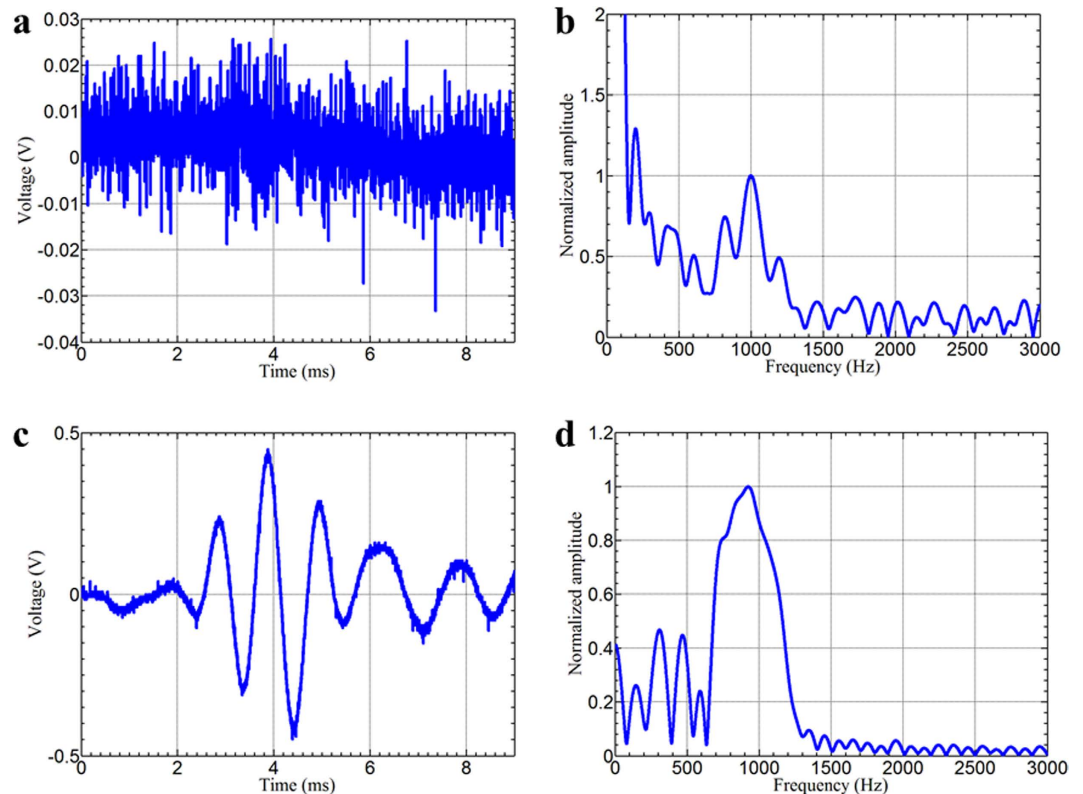 a
0.03
0.02
0.01
0
-0.01
-0.02
-0.03
-0.04
Voltage (V)
0 2 4 6 8
Time (ms)
b
2
1.5
1
0.5
0
Normalized amplitude
0 500 1000 1500 2000 2500 3000
Frequency (Hz)
c
0.5
0
-0.5
Voltage (V)
0 2 4 6 8
Time (ms)
d
1.2
1
0.8
0.6
0.4
0.2
0
Normalized amplitude
0 500 1000 1500 2000 2500 3000
Frequency (Hz)